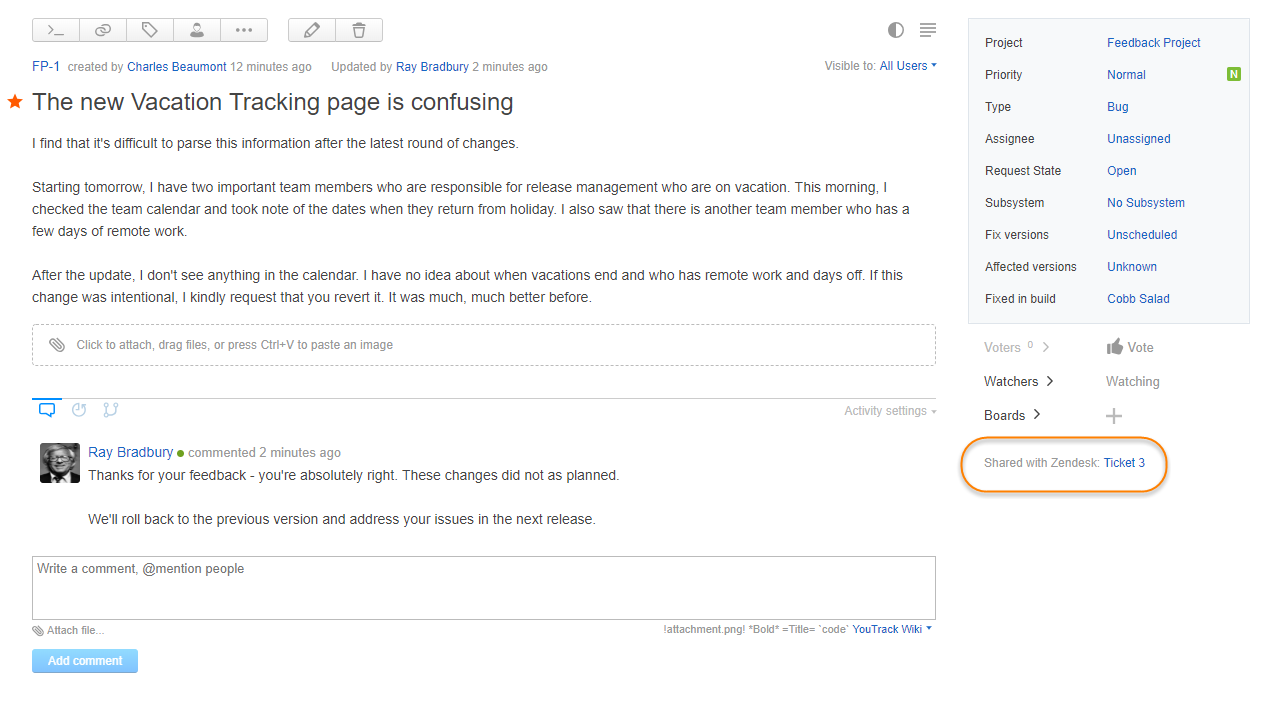 FP-1 created by Charles Beaumont 12 minutes ago Updated by Ray Bradbury 2 minutes ago Visible to: All Users
The new Vacation Tracking page is confusing
I find that it's difficult to parse this information after the latest round of changes.
Starting tomorrow, I have two important team members who are responsible for release management who are on vacation. This morning, I
checked the team calendar and took note of the dates when they return from holiday. I also saw that there is another team member who has a
few days of remote work.
After the update, I don't see anything in the calendar. I have no idea about when vacations end and who has remote work and days off. If this
change was intentional, I kindly request that you revert it. It was much, much better before.
Click to attach, drag files, or press Ctrl+V to paste an image
Activity settings
Ray Bradbury commented 2 minutes ago
Thanks for your feedback - you're absolutely right. These changes did not as planned.
We'll roll back to the previous version and address your issues in the next release.
Write a comment, @mention people
Attach file... !attachment.png! *Bold* =Title= `code` YouTrack Wiki
Add comment
Project Feedback Project
Priority Normal N
Type Bug
Assignee Unassigned
Request State Open
Subsystem No Subsystem
Fix versions Unscheduled
Affected versions Unknown
Fixed in build Cobb Salad
Voters 0 Vote
Watchers Watching
Boards
Shared with Zendesk: Ticket 3